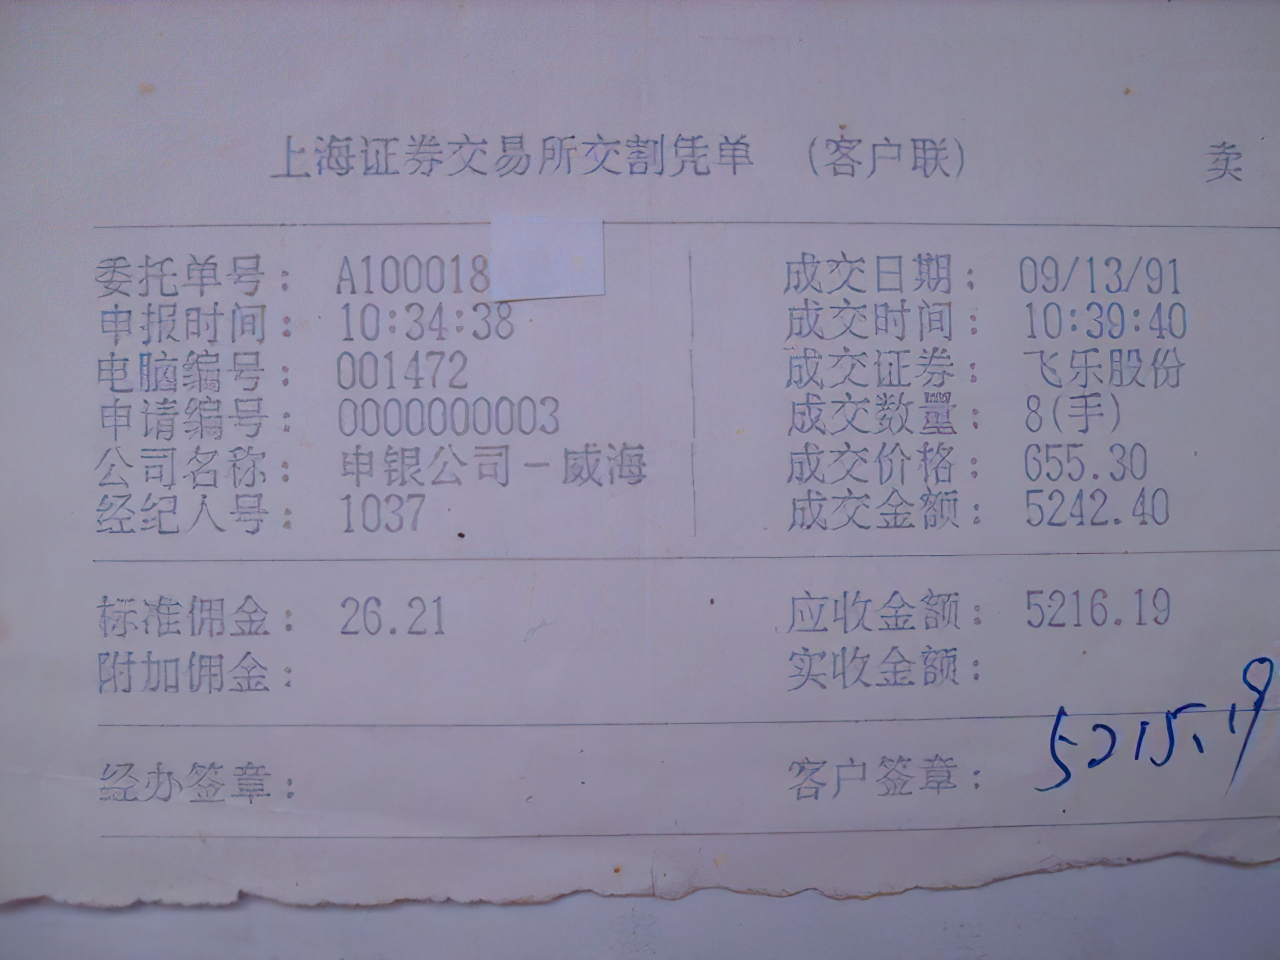 上海证券交易所交割凭单 (客户联) 卖
委托单号: A100018 成交日期: 09/13/91
申报时间: 10:34:38 成交时间: 10:39:40
电脑编号: 001472 成交证券: 飞乐股份
申请编号: 0000000003 成交数量: 8(手)
公司名称: 申银公司-威海 成交价格: 655.30
经纪人号: 1037 成交金额: 5242.40
标准佣金: 26.21 应收金额: 5216.19
附加佣金: 实收金额:
5215.19
经办签章: 客户签章: